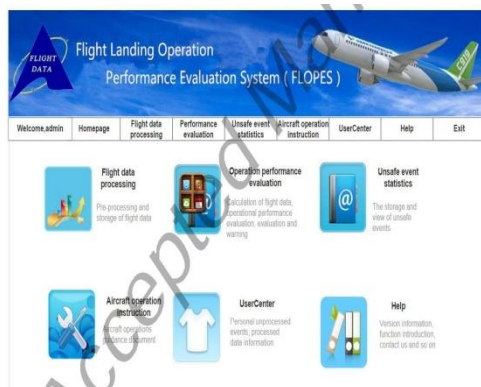 FLIGHT
DATA
Flight Landing Operation
Performance Evaluation System ( FLOPES )
C919
Welcome,admin
Homepage
Flight data
processing
Performance
evaluation
Unsafe event
statistics
Aircraft operation
instruction
UserCenter
Help
Exit
Flight data
processing
Pre-processing and
storage of flight data
Operation performance
evaluation
Calculation of flight data,
operational performance
evaluation, evaluation and
warning
Unsafe event
statistics
The storage and
view of unsafe
events
Aircraft operation
instruction
Aircraft operations
guidance document
UserCenter
Personal unprocessed
events, processed
data information
Help
Version information,
function introduction,
contact us and so on
Accepted Man